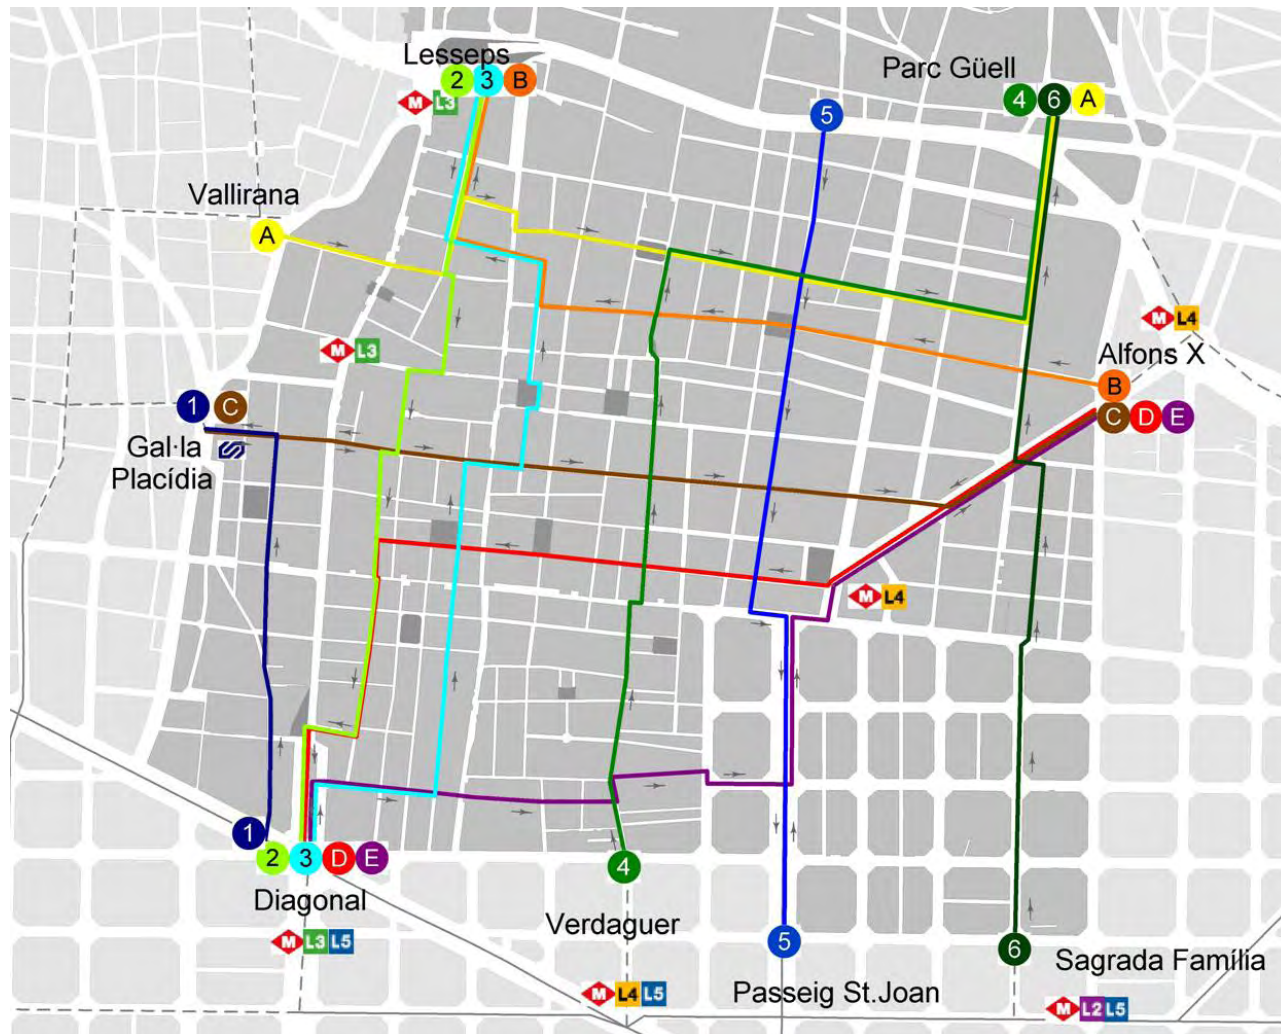 Lesseps
2 3 B
M L3
Parc Güell
4 6 A
5
Vallirana
A
M L4
Alfons X
B
C D E
M L3
1 C
Gal·la
Placídia
M L4
1
2 3 D E
Diagonal
M L3 L5
4
Verdaguer
M L4 L5
5
Passeig St.Joan
6
Sagrada Família
M L2 L5